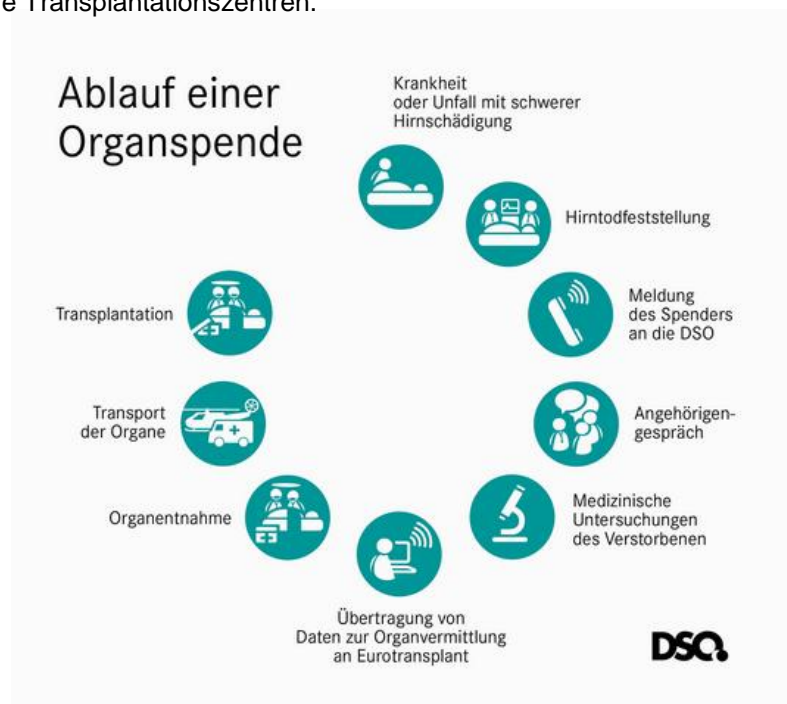 e Transplantationszentren.
Ablauf einer
Organspende
Krankheit
oder Unfall mit schwerer
Hirnschädigung
Hirntodfeststellung
Meldung
des Spenders
an die DSO
Angehörigen-
gespräch
Medizinische
Untersuchungen
des Verstorbenen
Übertragung von
Daten zur Organvermittlung
an Eurotransplant
Organentnahme
Transport
der Organe
Transplantation
DSO.